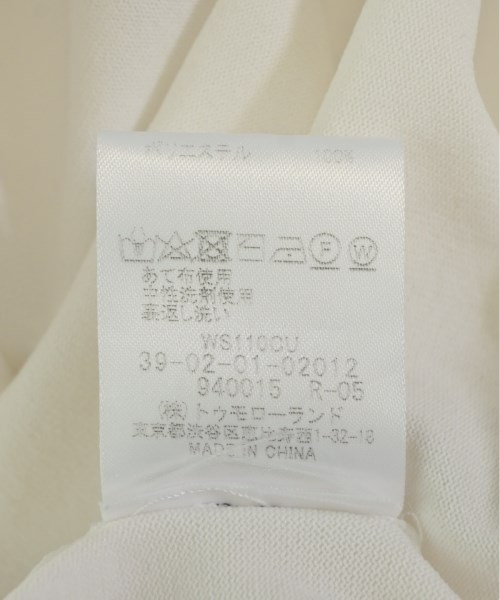 ポリエステル 100%
F W
あて布使用
中性洗剤使用
裏返し洗い
WS110CU
39-02-01-02012
940015 R-05
(株)トゥモローランド
東京都渋谷区恵比寿西1-32-18
MADE IN CHINA